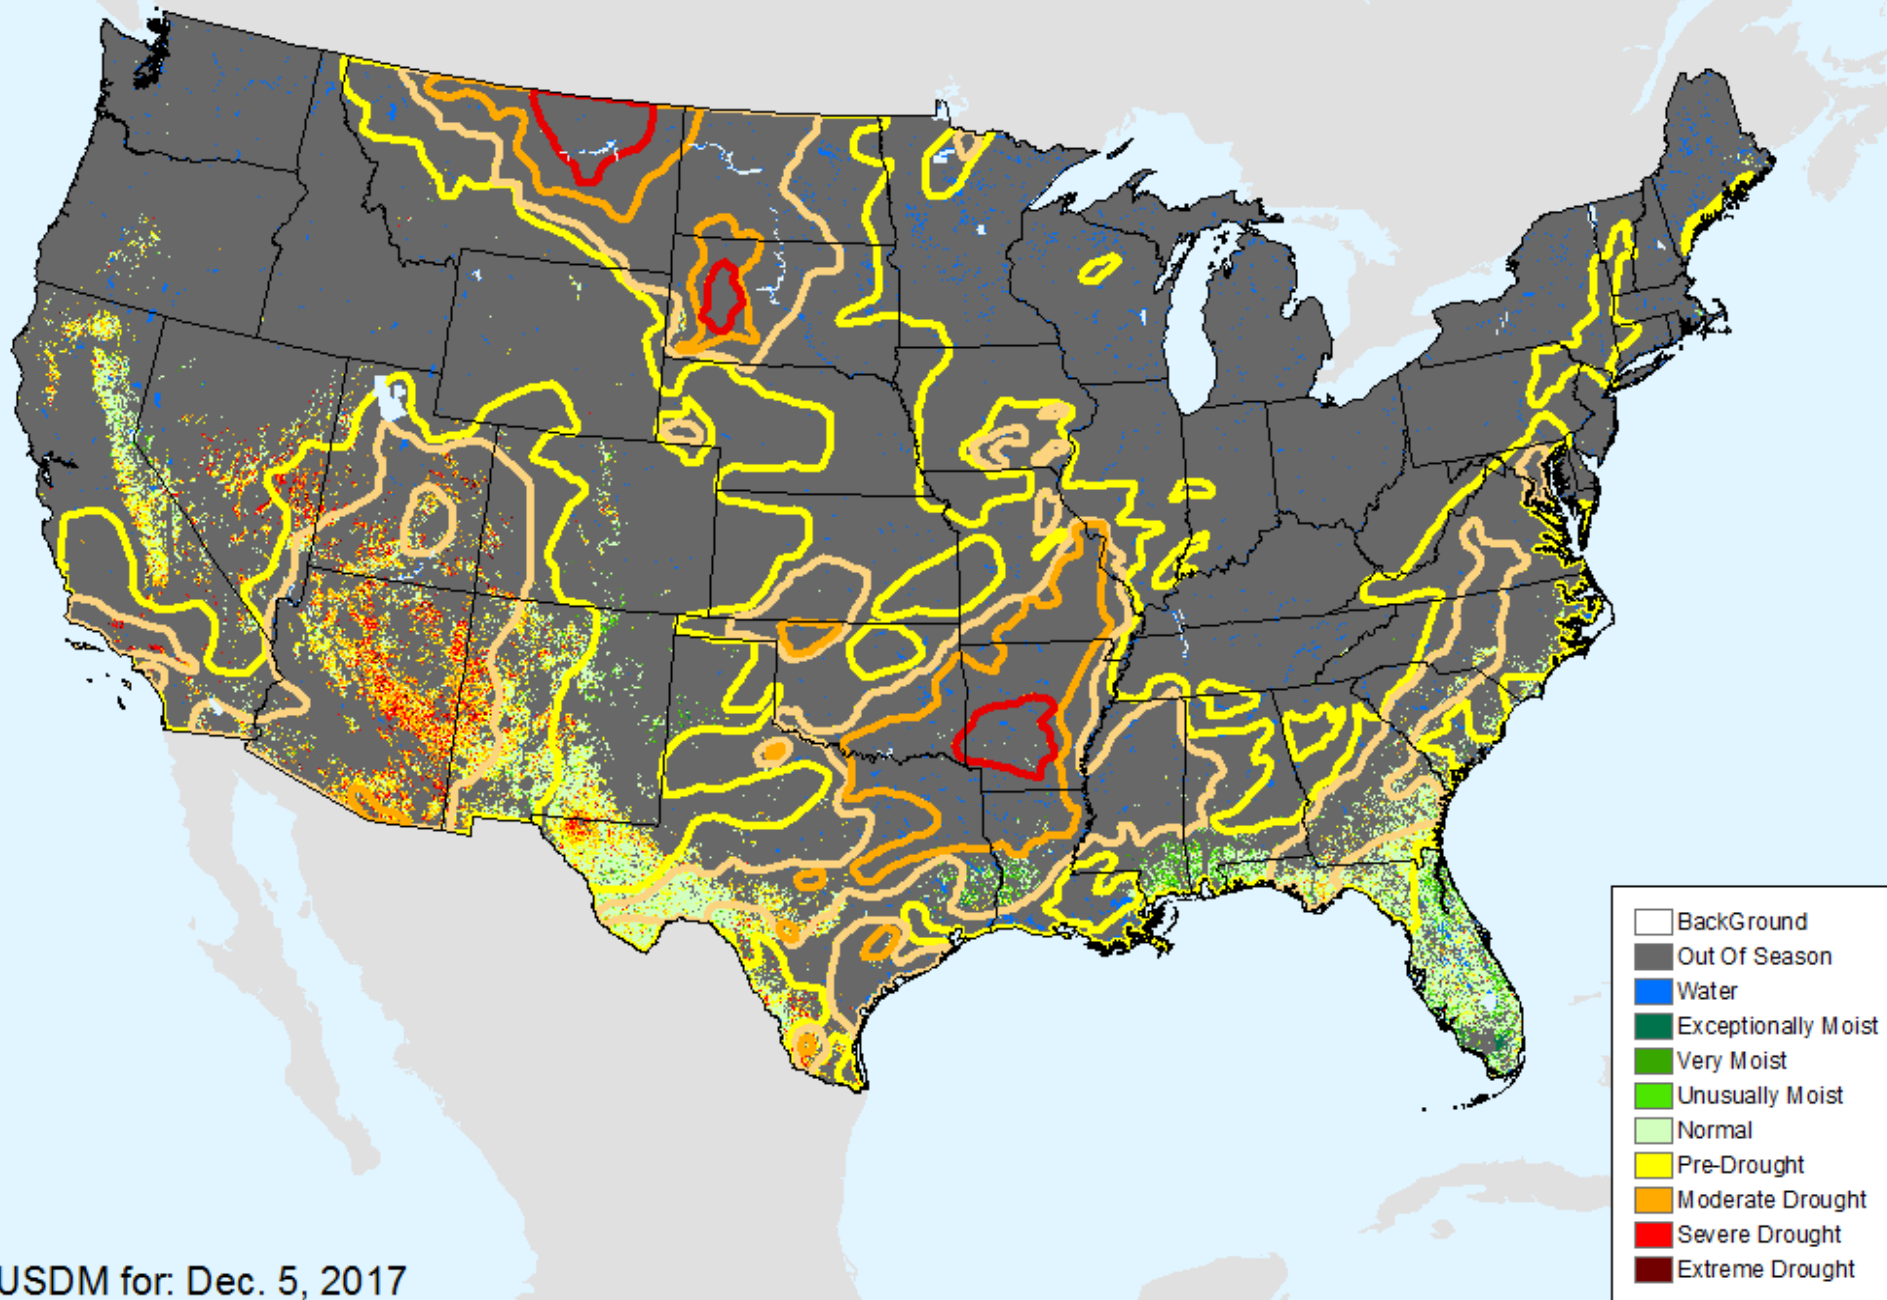 BackGround
Out Of Season
Water
Exceptionally Moist
Very Moist
Unusually Moist
Normal
Pre-Drought
Moderate Drought
Severe Drought
Extreme Drought
USDM for: Dec. 5, 2017